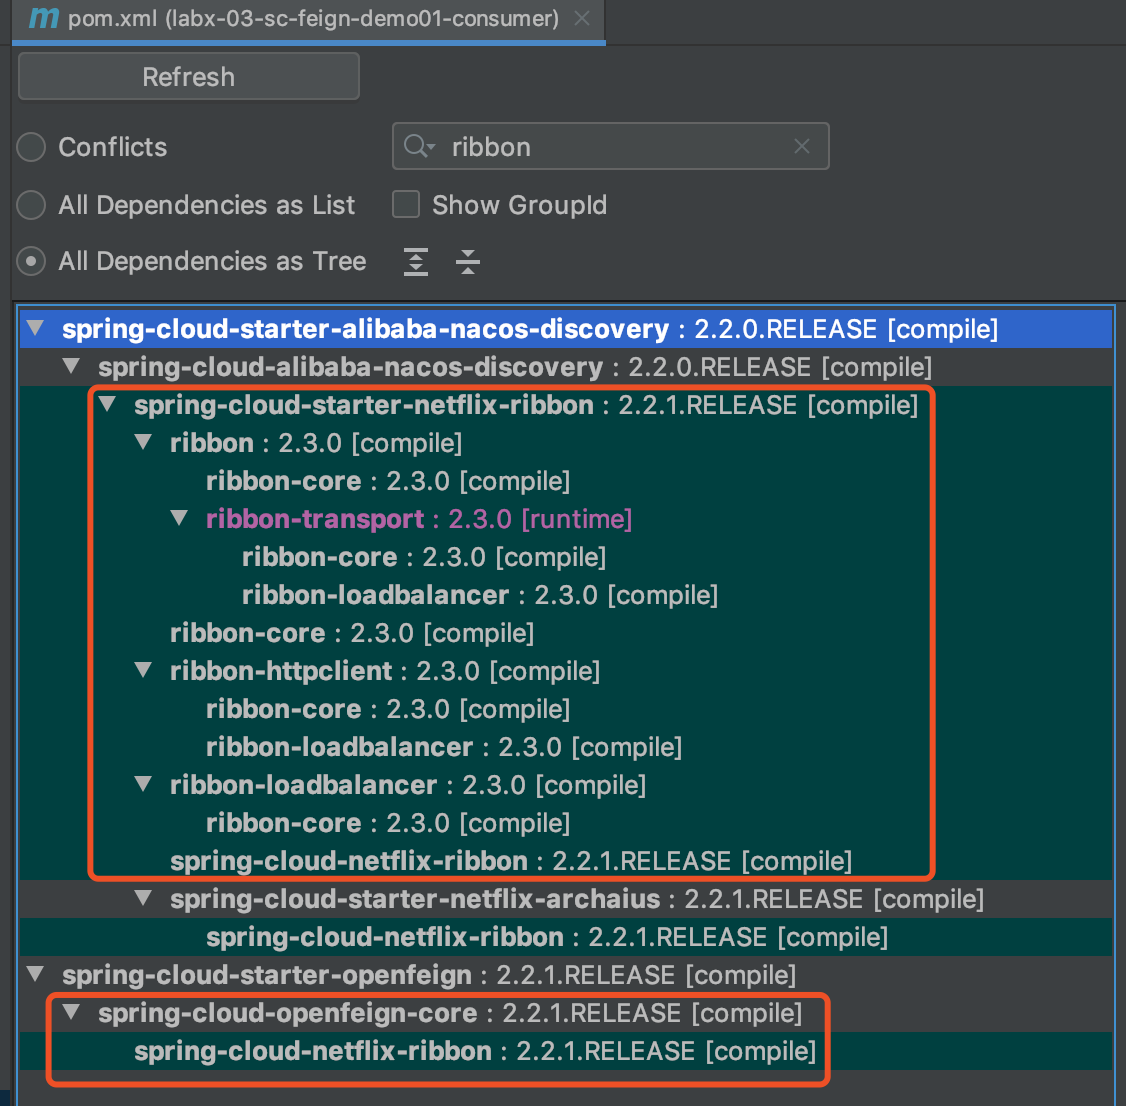 m pom.xml (labx-03-sc-feign-demo01-consumer)
Refresh
Conflicts
ribbon
All Dependencies as List
Show GroupId
All Dependencies as Tree
spring-cloud-starter-alibaba-nacos-discovery : 2.2.0.RELEASE [compile]
spring-cloud-alibaba-nacos-discovery : 2.2.0.RELEASE [compile]
spring-cloud-starter-netflix-ribbon : 2.2.1.RELEASE [compile]
ribbon : 2.3.0 [compile]
ribbon-core : 2.3.0 [compile]
ribbon-transport : 2.3.0 [runtime]
ribbon-core : 2.3.0 [compile]
ribbon-loadbalancer : 2.3.0 [compile]
ribbon-core : 2.3.0 [compile]
ribbon-httpclient : 2.3.0 [compile]
ribbon-core : 2.3.0 [compile]
ribbon-loadbalancer : 2.3.0 [compile]
ribbon-loadbalancer : 2.3.0 [compile]
ribbon-core : 2.3.0 [compile]
spring-cloud-netflix-ribbon : 2.2.1.RELEASE [compile]
spring-cloud-starter-netflix-archaius : 2.2.1.RELEASE [compile]
spring-cloud-netflix-ribbon : 2.2.1.RELEASE [compile]
spring-cloud-starter-openfeign : 2.2.1.RELEASE [compile]
spring-cloud-openfeign-core : 2.2.1.RELEASE [compile]
spring-cloud-netflix-ribbon : 2.2.1.RELEASE [compile]